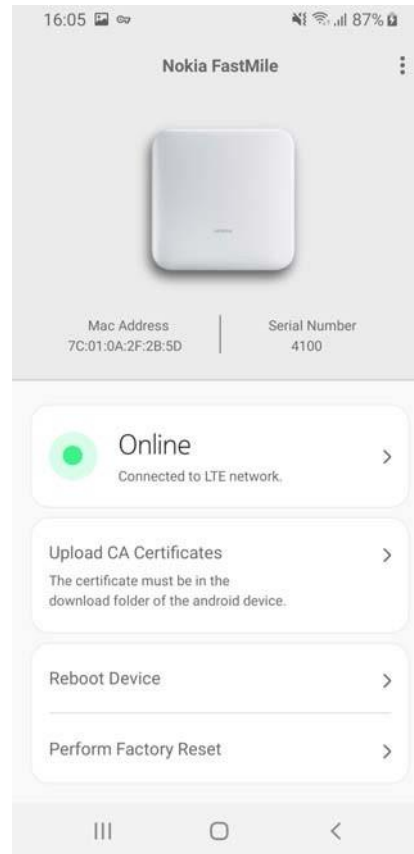 16:05 87%
Nokia FastMile
Mac Address Serial Number
7C:01:0A:2F:2B:5D 4100
Online
Connected to LTE network.
Upload CA Certificates
The certificate must be in the
download folder of the android device.
Reboot Device
Perform Factory Reset